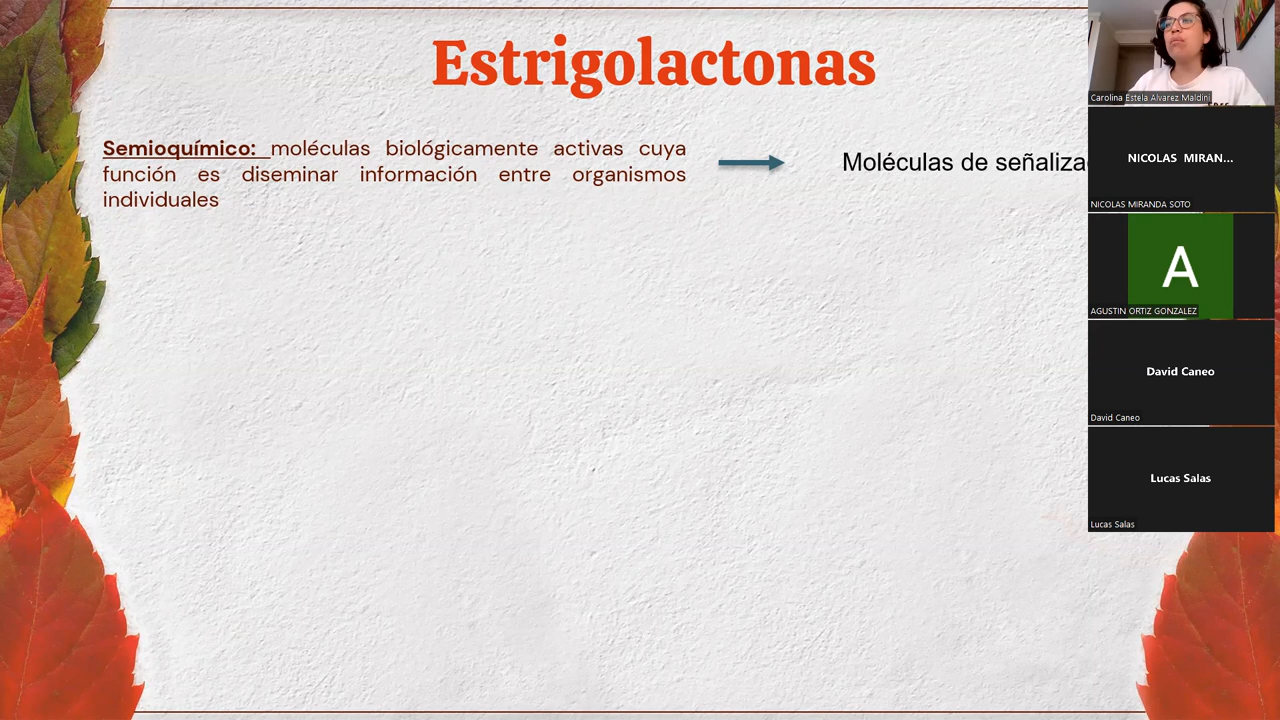 Estrigolactonas
Semioquímico: moléculas biológicamente activas cuya
función es diseminar información entre organismos
individuales
Moléculas de señaliza
Carolina Estela Alvarez Maldini
NICOLAS MIRAN...
NICOLAS MIRANDA SOTO
A
AGUSTIN ORTIZ GONZALEZ
David Caneo
David Caneo
Lucas Salas
Lucas Salas